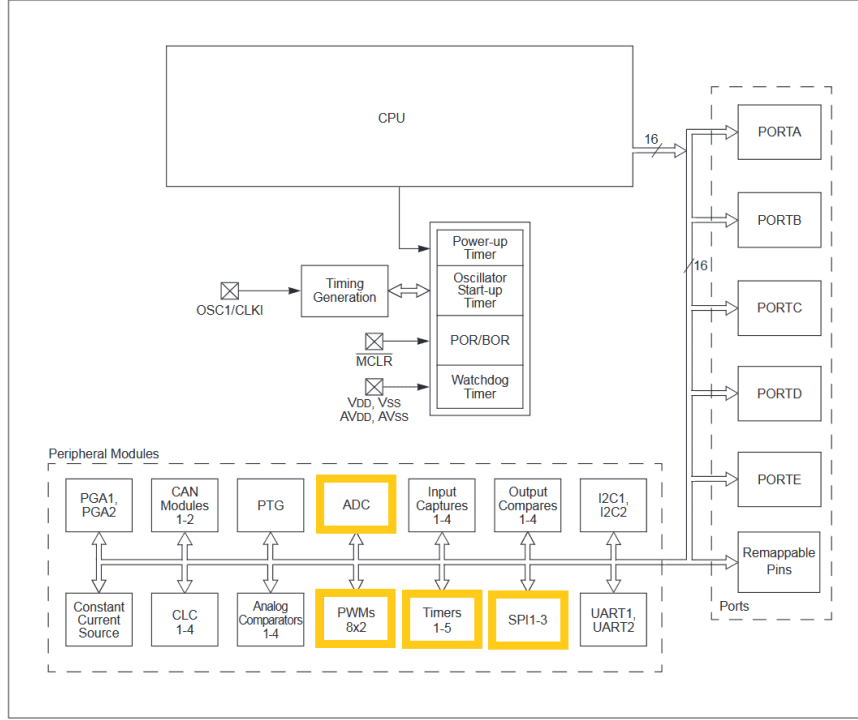 CPU
16
PORTA
PORTB
16
PORTC
PORTD
PORTE
Remappable
Pins
Ports
Power-up
Timer
Oscillator
Start-up
Timer
POR/BOR
Watchdog
Timer
Timing
Generation
OSC1/CLKI
MCLR
VDD, VSS
AVDD, AVSS
Peripheral Modules
PGA1,
PGA2
CAN
Modules
1-2
PTG
ADC
Input
Captures
1-4
Output
Compares
1-4
I2C1,
I2C2
Constant
Current
Source
CLC
1-4
Analog
Comparators
1-4
PWMs
8x2
Timers
1-5
SPI1-3
UART1,
UART2